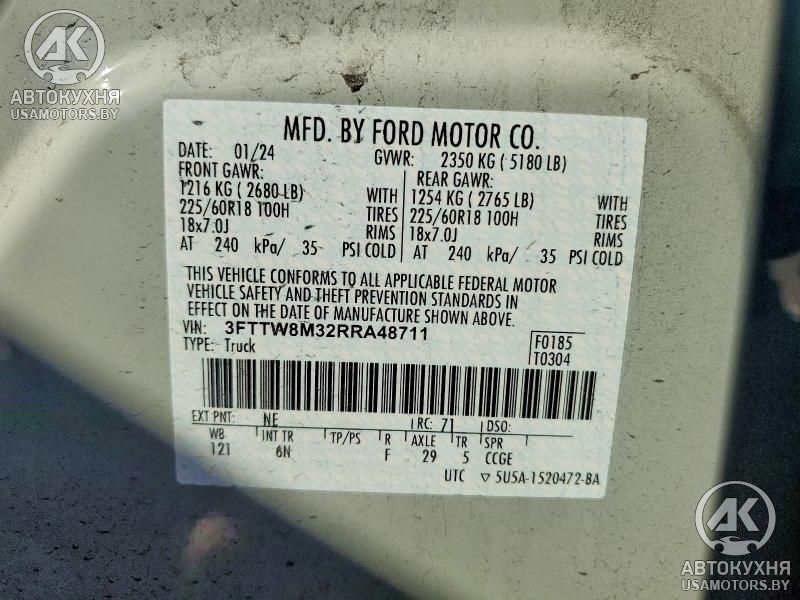 АК
АВТОКУХНЯ
USAMOTORS.BY
MFD. BY FORD MOTOR CO.
DATE: 01/24 GVWR: 2350 KG ( 5180 LB)
FRONT GAWR: REAR GAWR:
1216 KG ( 2680 LB) WITH 1254 KG ( 2765 LB) WITH
225/60R18 100H TIRES 225/60R18 100H TIRES
18x7.0J RIMS 18x7.0J RIMS
AT 240 kPa/ 35 PSI COLD AT 240 kPa/ 35 PSI COLD
THIS VEHICLE CONFORMS TO ALL APPLICABLE FEDERAL MOTOR
VEHICLE SAFETY AND THEFT PREVENTION STANDARDS IN
EFFECT ON THE DATE OF MANUFACTURE SHOWN ABOVE.
VIN: 3FTTW8M32RRA48711
TYPE: Truck
F0185
T0304
EXT PNT: NE RC: 71 DSO:
WB INT TR TP/PS R AXLE TR SPR
121 6N F 29 5 CCGE
UTC ▽ 5U5A-1520472-BA
АК
АВТОКУХНЯ
USAMOTORS.BY